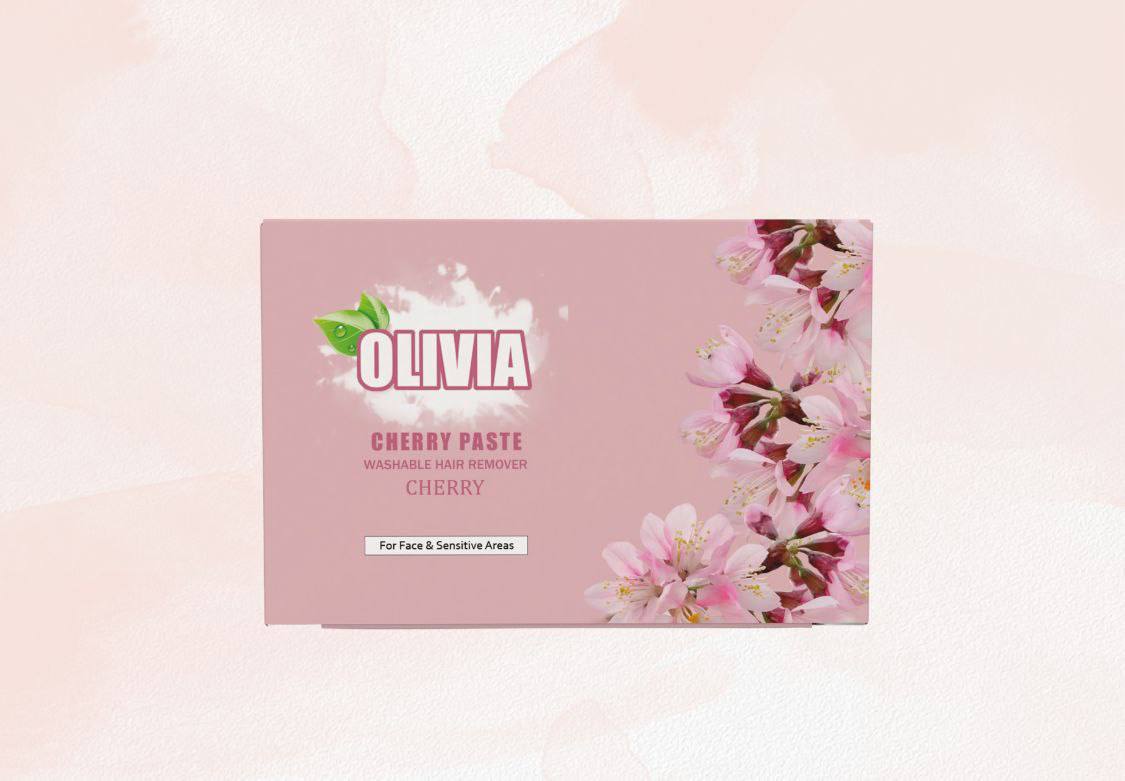 OLIVIA
CHERRY PASTE
WASHABLE HAIR REMOVER
CHERRY
For Face & Sensitive Areas